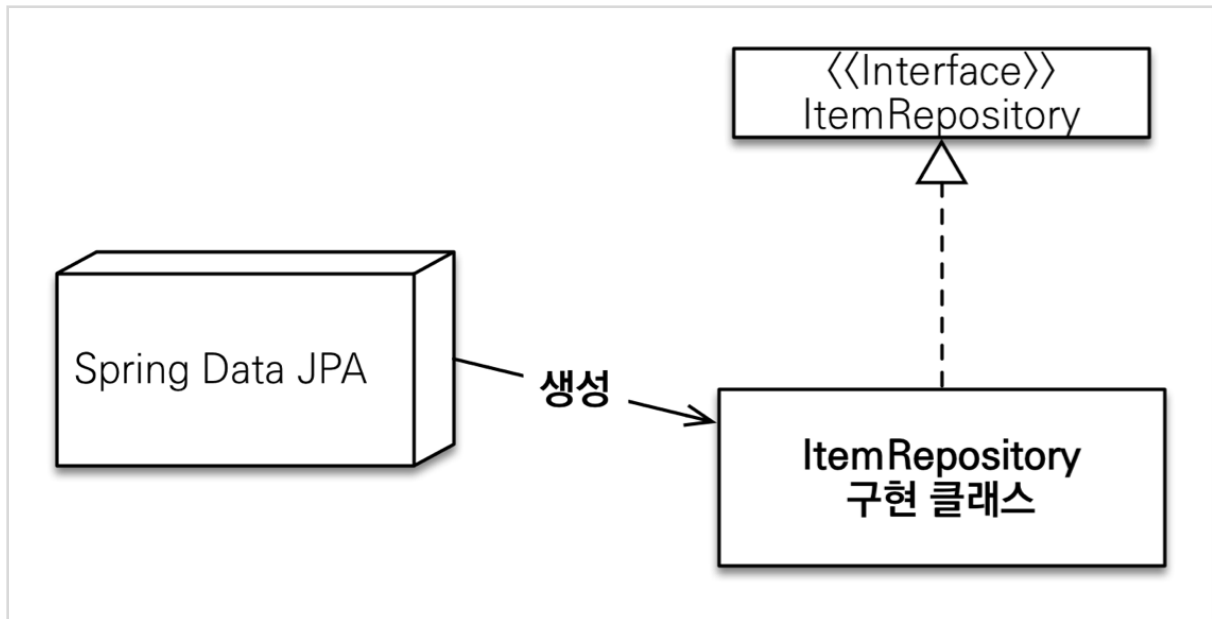 《Interface》
ItemRepository
Spring Data JPA
생성
ItemRepository
구현 클래스